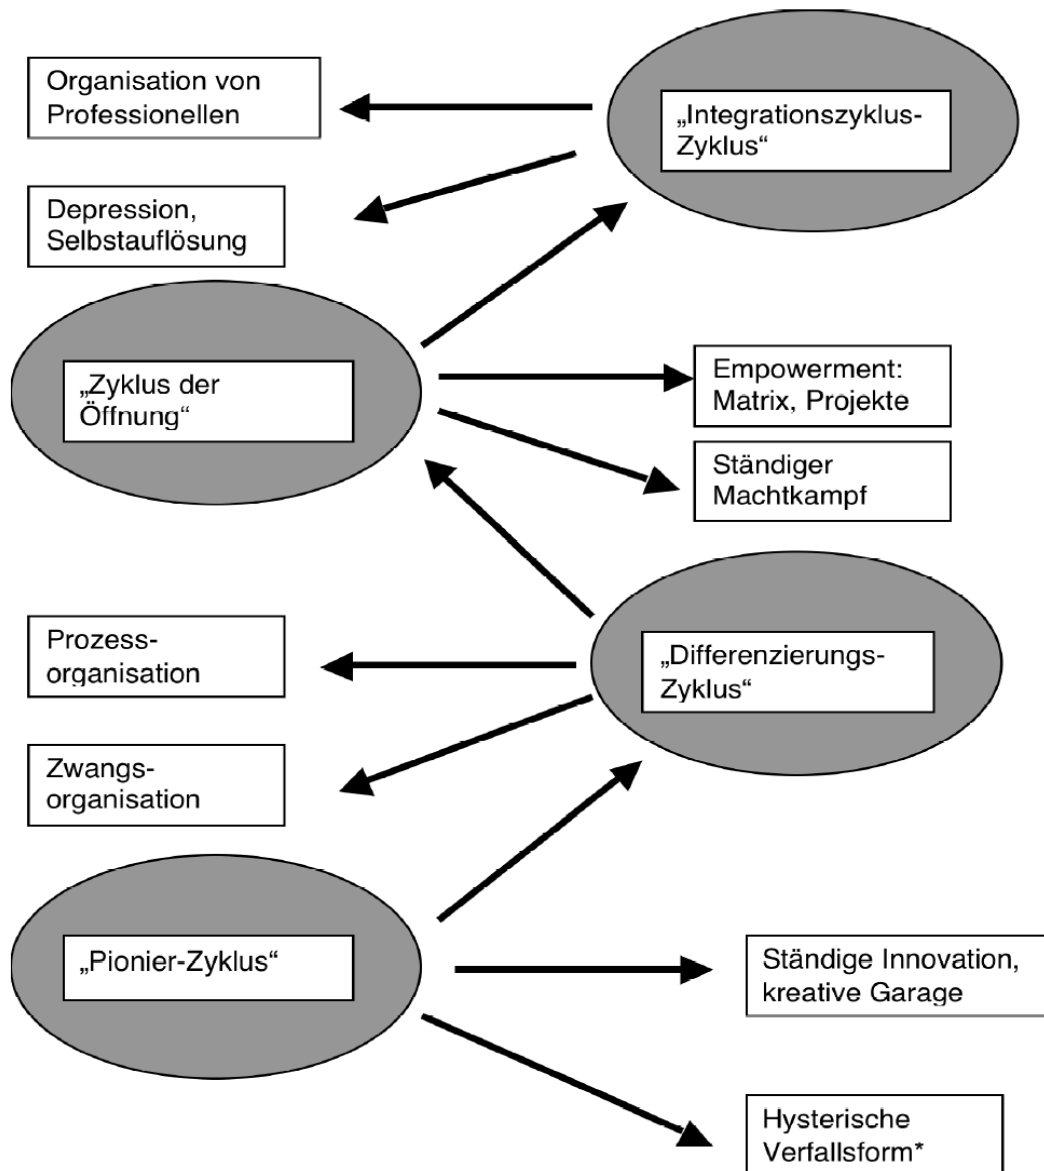 Organisation von
Professionellen
„Integrationszyklus-
Zyklus“
Depression,
Selbstauflösung
„Zyklus der
Öffnung“
Empowerment:
Matrix, Projekte
Ständiger
Machtkampf
Prozess-
organisation
„Differenzierungs-
Zyklus“
Zwangs-
organisation
„Pionier-Zyklus“
Ständige Innovation,
kreative Garage
Hysterische
Verfallsform*